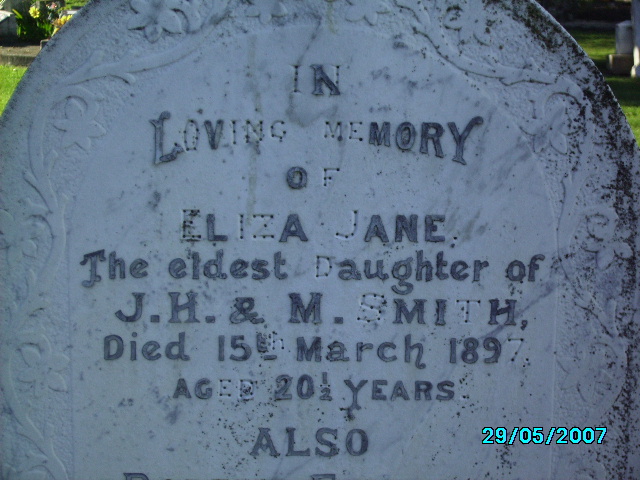 IN
LOVING MEMORY
OF
ELIZA JANE,
The eldest Daughter of
J.H. & M. SMITH,
Died 15th March 1897
AGED 20½ YEARS.
ALSO
29/05/2007